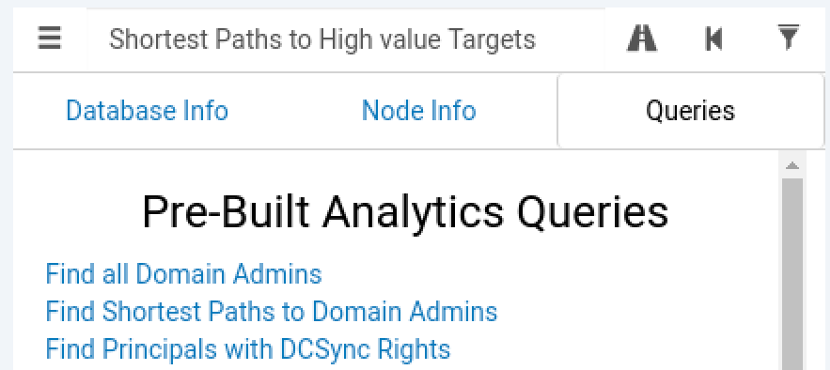 Shortest Paths to High value Targets
Database Info Node Info Queries
Pre-Built Analytics Queries
Find all Domain Admins
Find Shortest Paths to Domain Admins
Find Principals with DCSync Rights